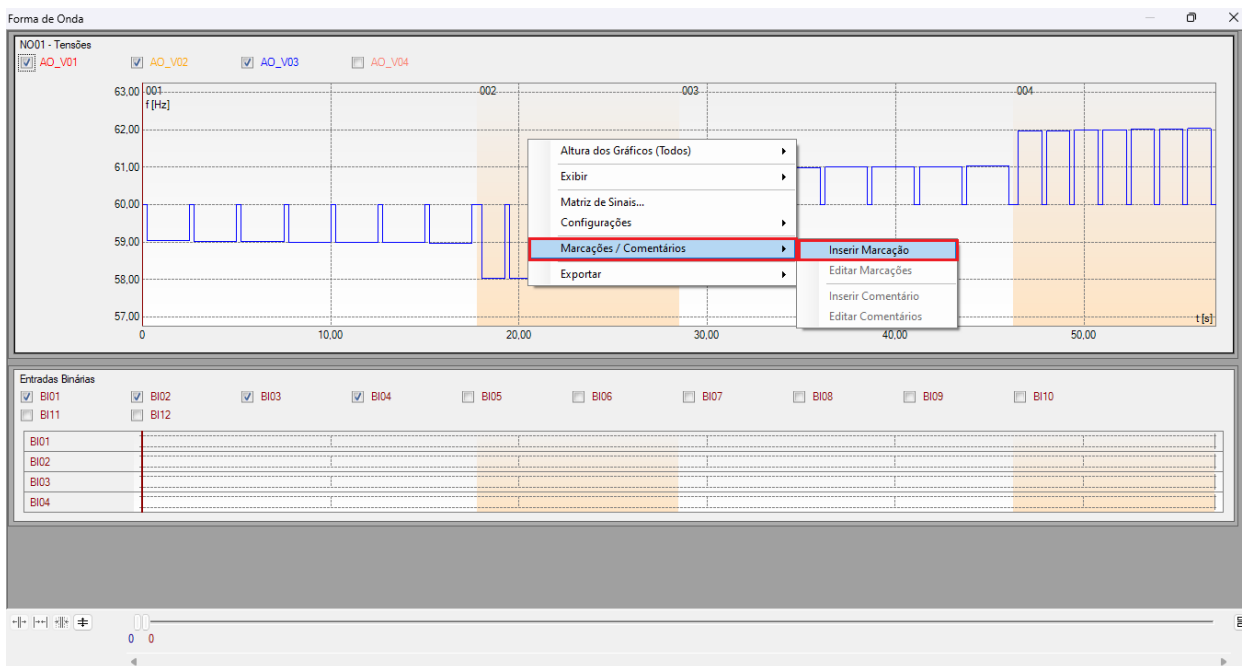 Forma de Onda
NO01 - Tensões
AO_V01 AO_V02 AO_V03 AO_V04
63,00 001 002 003 004
f [Hz]
62,00
61,00
60,00
59,00
58,00
57,00
t [s]
0 10,00 20,00 30,00 40,00 50,00
Altura dos Gráficos (Todos)
Exibir
Matriz de Sinais...
Configurações
Marcações / Comentários
Exportar
Inserir Marcação
Editar Marcações
Inserir Comentário
Editar Comentários
Entradas Binárias
BI01 BI02 BI03 BI04 BI05 BI06 BI07 BI08 BI09 BI10
BI11 BI12
BI01
BI02
BI03
BI04
0 0